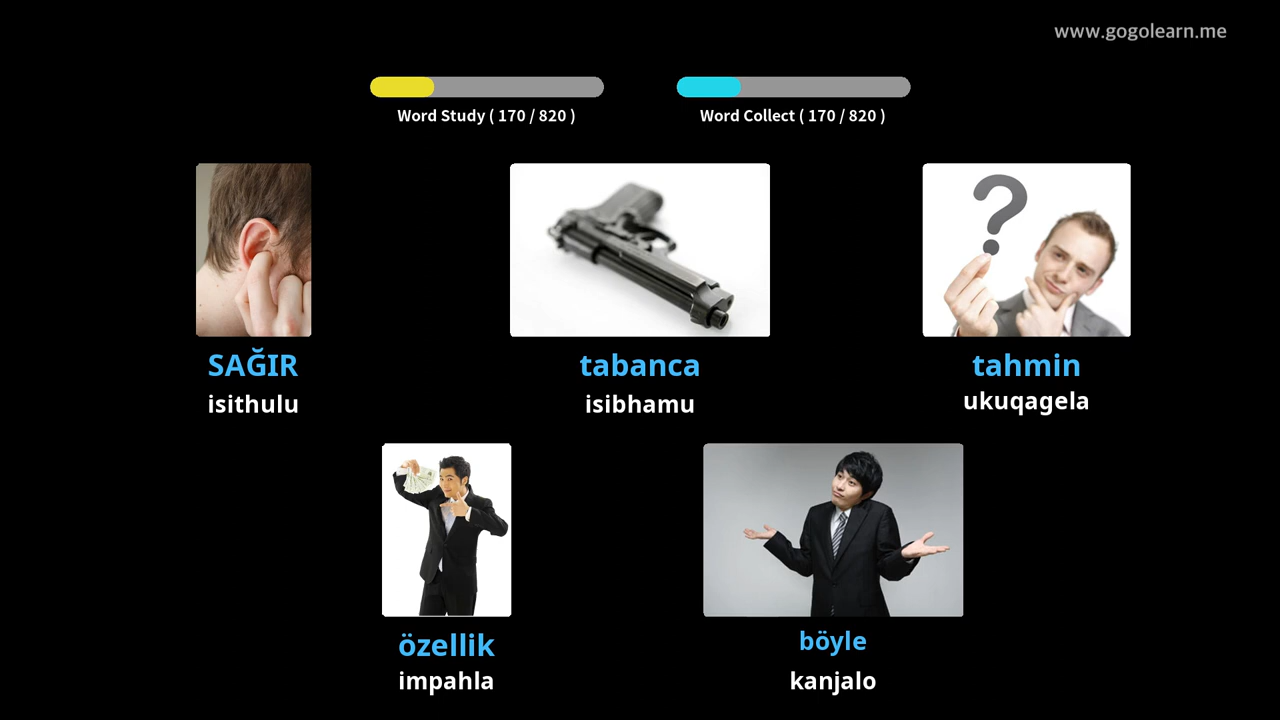 www.gogolearn.me
Word Study ( 170 / 820 )
Word Collect ( 170 / 820 )
SAĞIR
isithulu
tabanca
isibhamu
tahmin
ukuqagela
özellik
impahla
böyle
kanjalo